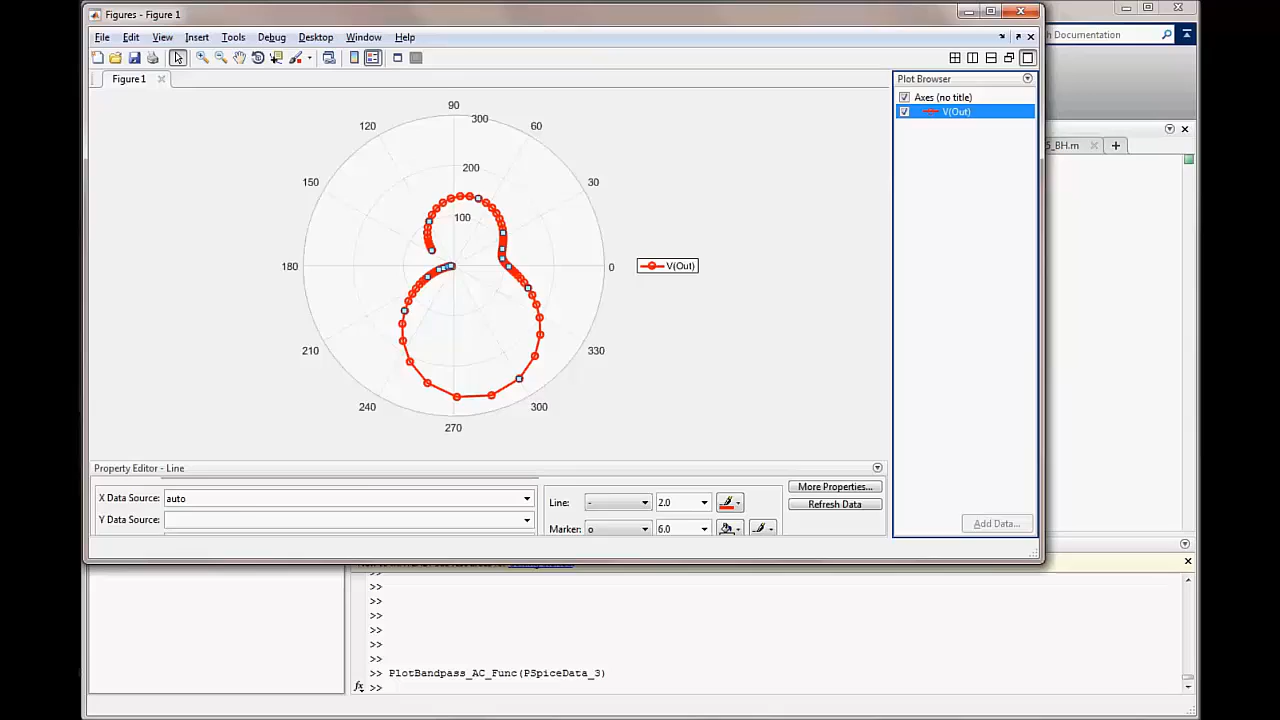 Figures - Figure 1
File Edit View Insert Tools Debug Desktop Window Help
h Documentation
Figure 1
Plot Browser
Axes (no title)
V(Out)
5_BH.m
90
120
300
60
150
200
30
100
180
0
V(Out)
210
330
240
300
270
Property Editor - Line
X Data Source: auto
Y Data Source:
Line: - 2.0
Marker: o 6.0
More Properties...
Refresh Data
Add Data...
>>
>>
>>
>>
>>
>>
>> PlotBandpass_AC_Func(PSpiceData_3)
fx >>